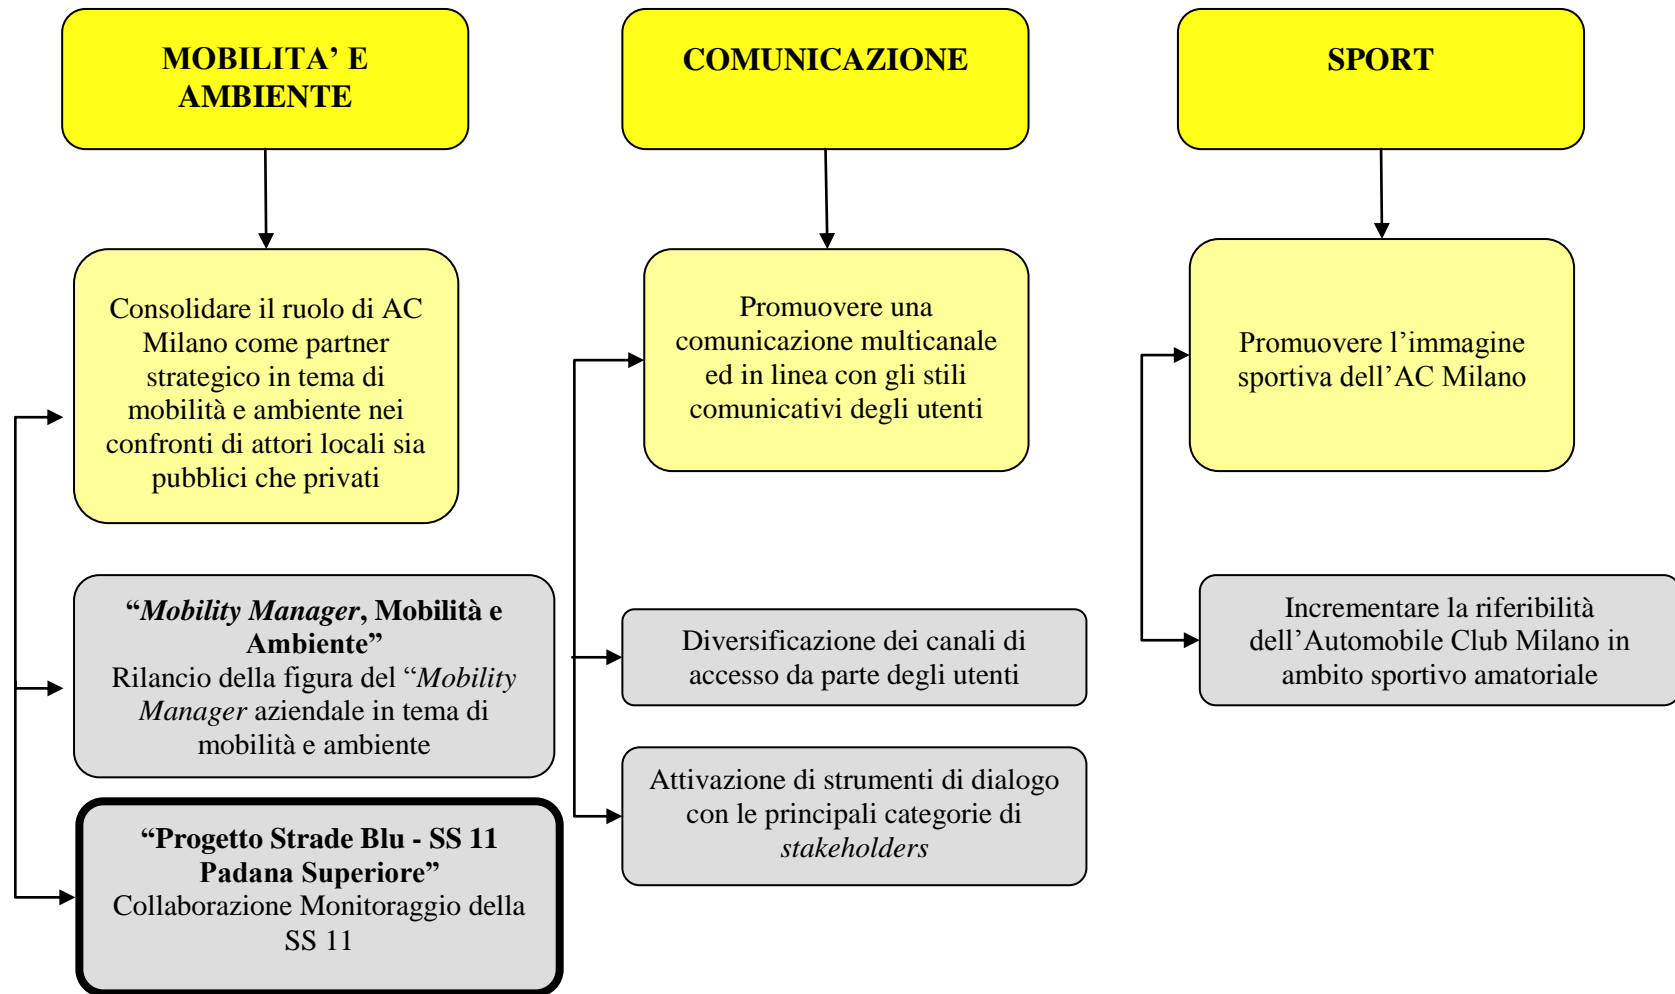 MOBILITA’ E
AMBIENTE
Consolidare il ruolo di AC
Milano come partner
strategico in tema di
mobilità e ambiente nei
confronti di attori locali sia
pubblici che privati
“Mobility Manager, Mobilità e
Ambiente”
Rilancio della figura del “Mobility
Manager aziendale in tema di
mobilità e ambiente
“Progetto Strade Blu - SS 11
Padana Superiore”
Collaborazione Monitoraggio della
SS 11
COMUNICAZIONE
Promuovere una
comunicazione multicanale
ed in linea con gli stili
comunicativi degli utenti
Diversificazione dei canali di
accesso da parte degli utenti
Attivazione di strumenti di dialogo
con le principali categorie di
stakeholders
SPORT
Promuovere l’immagine
sportiva dell’AC Milano
Incrementare la riferibilità
dell’Automobile Club Milano in
ambito sportivo amatoriale